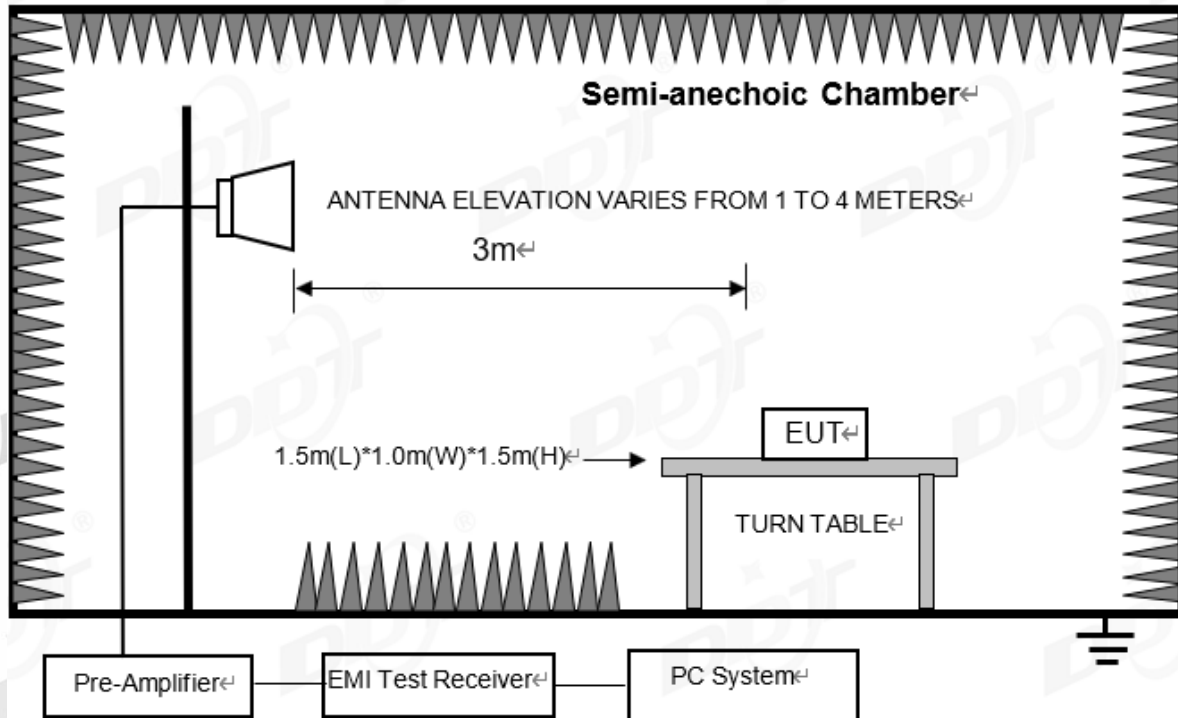 Semi-anechoic Chamber↵
ANTENNA ELEVATION VARIES FROM 1 TO 4 METERS↵
3m↵
EUT↵
1.5m(L)*1.0m(W)*1.5m(H)↵
TURN TABLE↵
Pre-Amplifier↵
EMI Test Receiver↵
PC System↵
DDT®